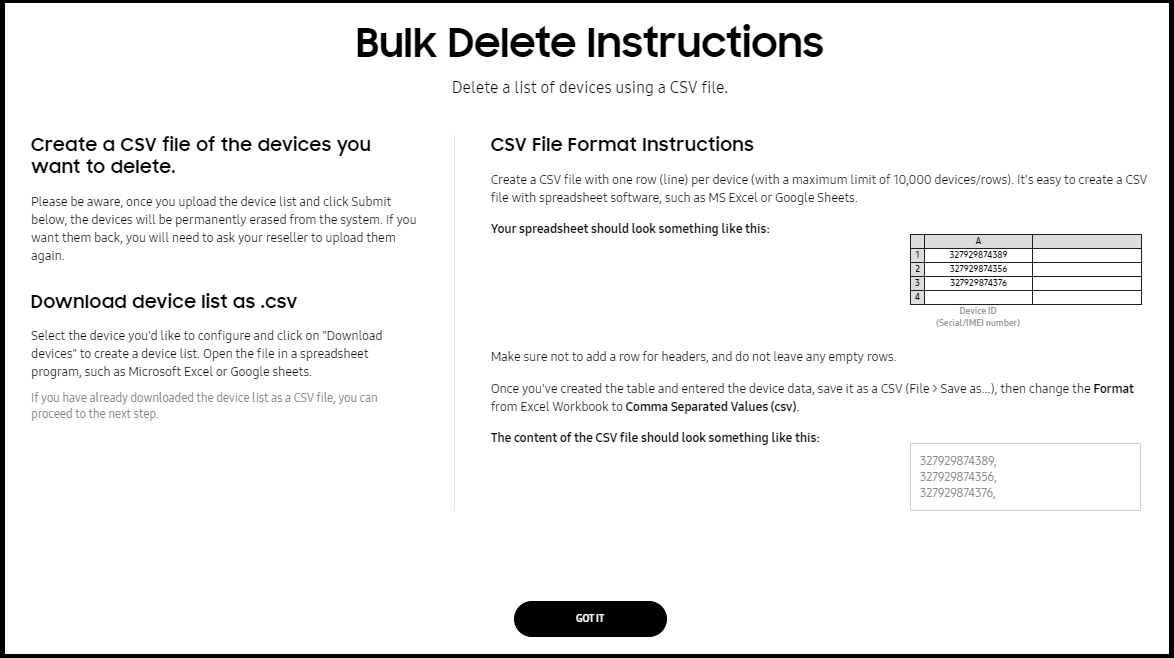 Bulk Delete Instructions
Delete a list of devices using a CSV file.
Create a CSV file of the devices you
want to delete.
Please be aware, once you upload the device list and click Submit
below, the devices will be permanently erased from the system. If you
want them back, you will need to ask your reseller to upload them
again.
Download device list as .csv
Select the device you'd like to configure and click on "Download
devices" to create a device list. Open the file in a spreadsheet
program, such as Microsoft Excel or Google sheets.
If you have already downloaded the device list as a CSV file, you can
proceed to the next step.
CSV File Format Instructions
Create a CSV file with one row (line) per device (with a maximum limit of 10,000 devices/rows). It's easy to create a CSV
file with spreadsheet software, such as MS Excel or Google Sheets.
Your spreadsheet should look something like this:
A
1 327929874389
2 327929874356
3 327929874376
4
Device ID
(Serial/IMEI number)
Make sure not to add a row for headers, and do not leave any empty rows.
Once you've created the table and entered the device data, save it as a CSV (File > Save as...), then change the Format
from Excel Workbook to Comma Separated Values (csv).
The content of the CSV file should look something like this:
327929874389,
327929874356,
327929874376,
GOT IT